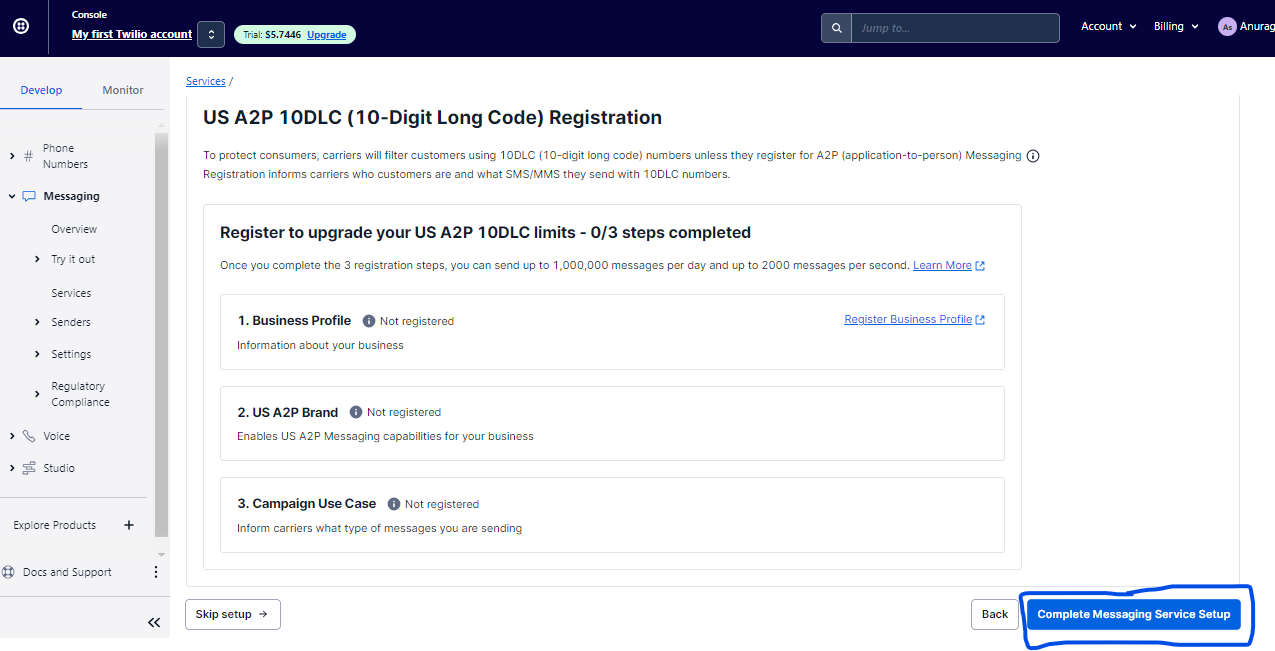 Console
My first Twilio account
Trial: $5.7446 Upgrade
Jump to...
Account
Billing
As Anurag
Develop
Monitor
# Phone
Numbers
Messaging
Overview
Try it out
Services
Senders
Settings
Regulatory
Compliance
Voice
Studio
Explore Products +
Docs and Support
Services /
US A2P 10DLC (10-Digit Long Code) Registration
To protect consumers, carriers will filter customers using 10DLC (10-digit long code) numbers unless they register for A2P (application-to-person) Messaging
Registration informs carriers who customers are and what SMS/MMS they send with 10DLC numbers.
Register to upgrade your US A2P 10DLC limits - 0/3 steps completed
Once you complete the 3 registration steps, you can send up to 1,000,000 messages per day and up to 2000 messages per second. Learn More
1. Business Profile Not registered Register Business Profile
Information about your business
2. US A2P Brand Not registered
Enables US A2P Messaging capabilities for your business
3. Campaign Use Case Not registered
Inform carriers what type of messages you are sending
Skip setup →
Back
Complete Messaging Service Setup